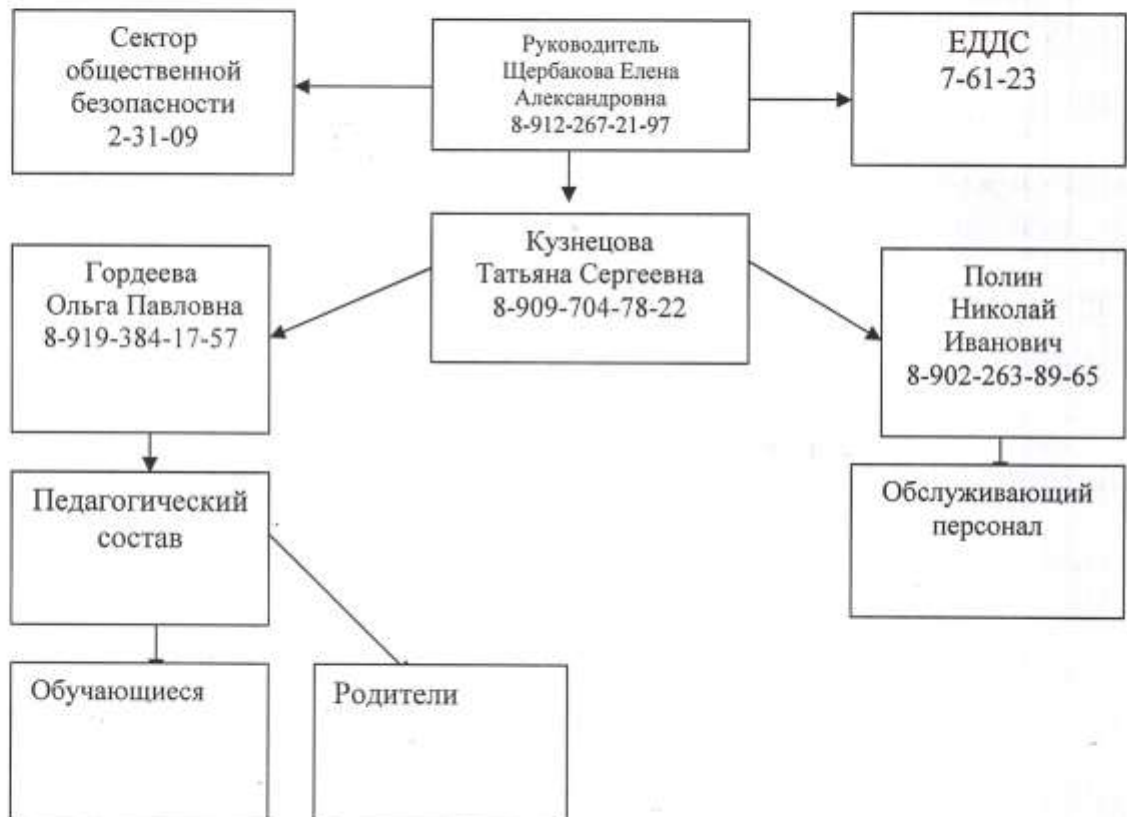 Сектор
общественной
безопасности
2-31-09
Руководитель
Щербакова Елена
Александровна
8-912-267-21-97
ЕДДС
7-61-23
Гордеева
Ольга Павловна
8-919-384-17-57
Кузнецова
Татьяна Сергеевна
8-909-704-78-22
Полин
Николай
Иванович
8-902-263-89-65
Педагогический
состав
Обслуживающий
персонал
Обучающиеся
Родители